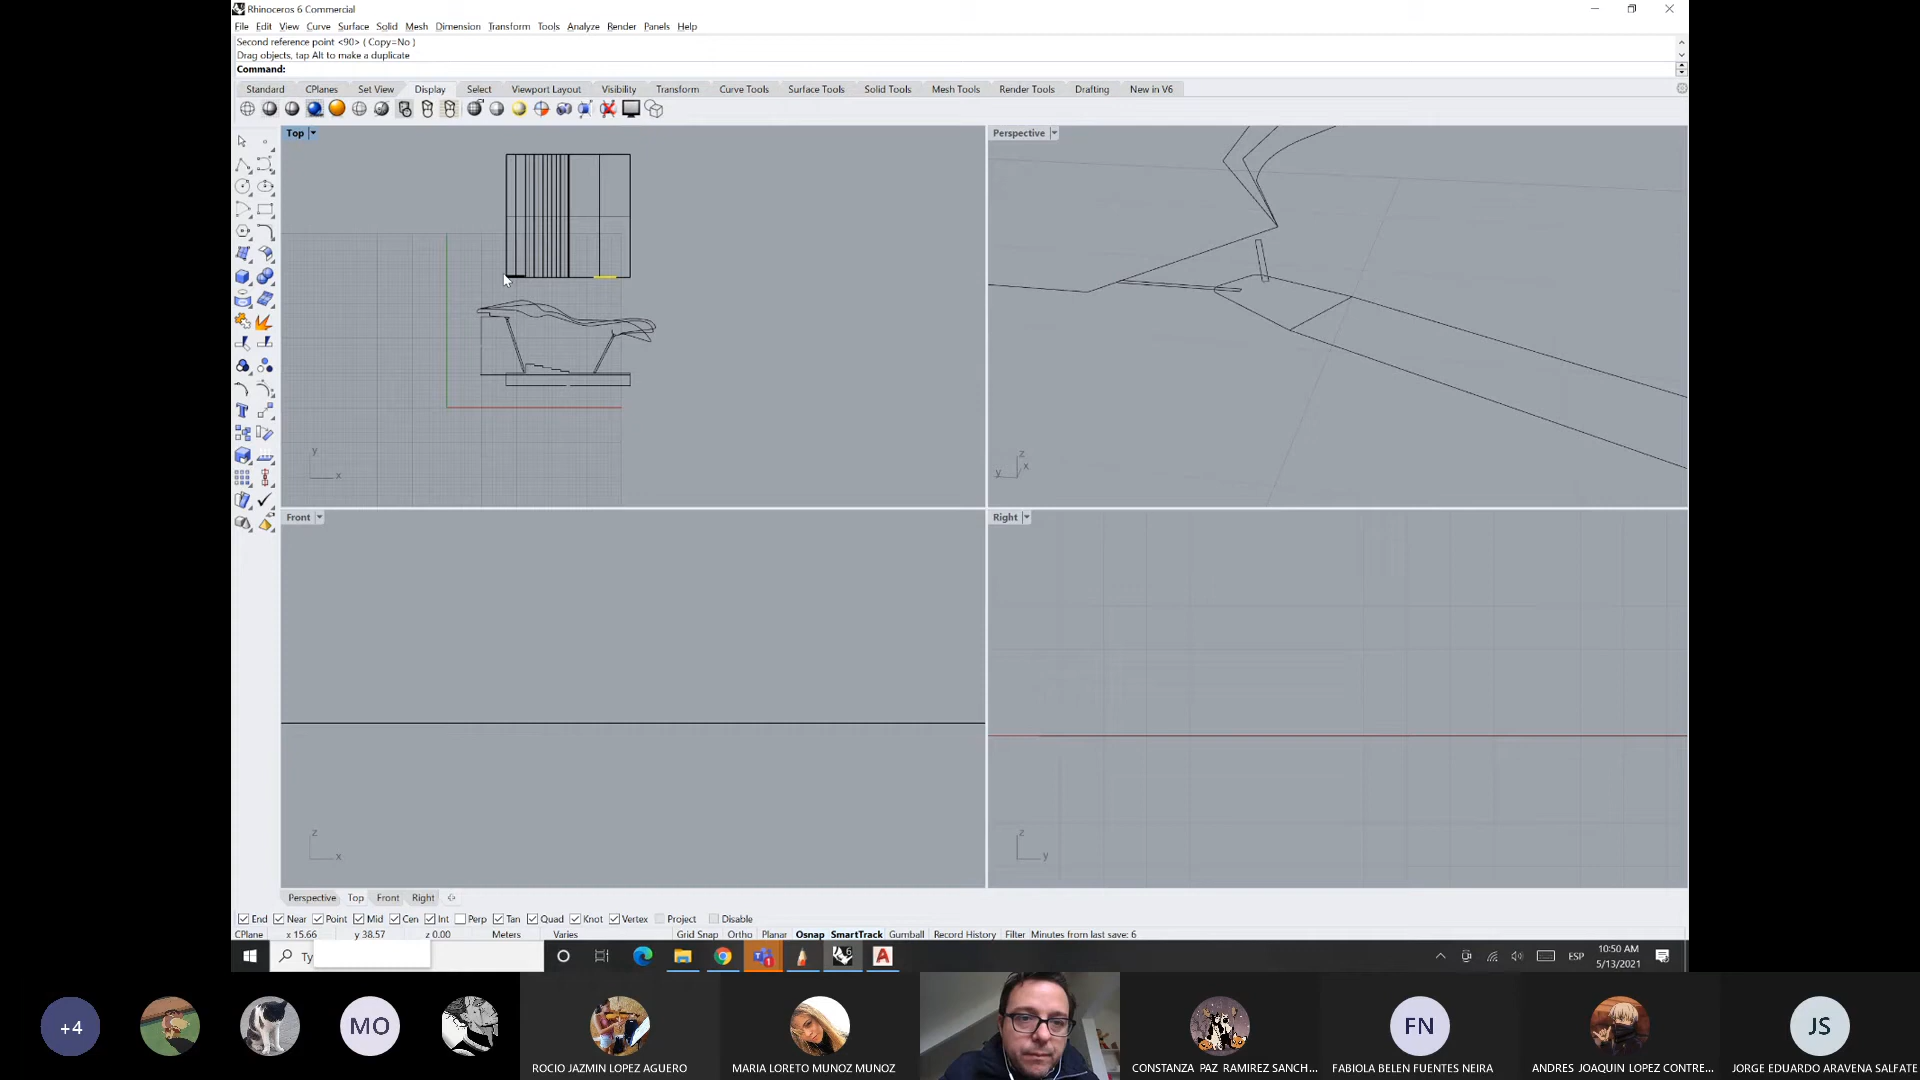 Rhinoceros 6 Commercial
File Edit View Curve Surface Solid Mesh Dimension Transform Tools Analyze Render Panels Help
Second reference point <90> ( Copy=No )
Drag objects, tap Alt to make a duplicate
Command:
Standard CPlanes Set View Display Select Viewport Layout Visibility Transform Curve Tools Surface Tools Solid Tools Mesh Tools Render Tools Drafting New in V6
Top
Perspective
y
x
z
x
y
Front
Right
z
x
z
y
Perspective Top Front Right
End Near Point Mid Cen Int Perp Tan Quad Knot Vertex Project Disable
CPlane x 15.66 y 38.57 z 0.00 Meters Varies Grid Snap Ortho Planar Osnap SmartTrack Gumball Record History Filter Minutes from last save: 6
Ty
ESP
10:50 AM
5/13/2021
+4
MO
FN
JS
ROCIO JAZMIN LOPEZ AGUERO
MARIA LORETO MUNOZ MUNOZ
CONSTANZA PAZ RAMIREZ SANCH...
FABIOLA BELEN FUENTES NEIRA
ANDRES JOAQUIN LOPEZ CONTRE...
JORGE EDUARDO ARAVENA SALFATE